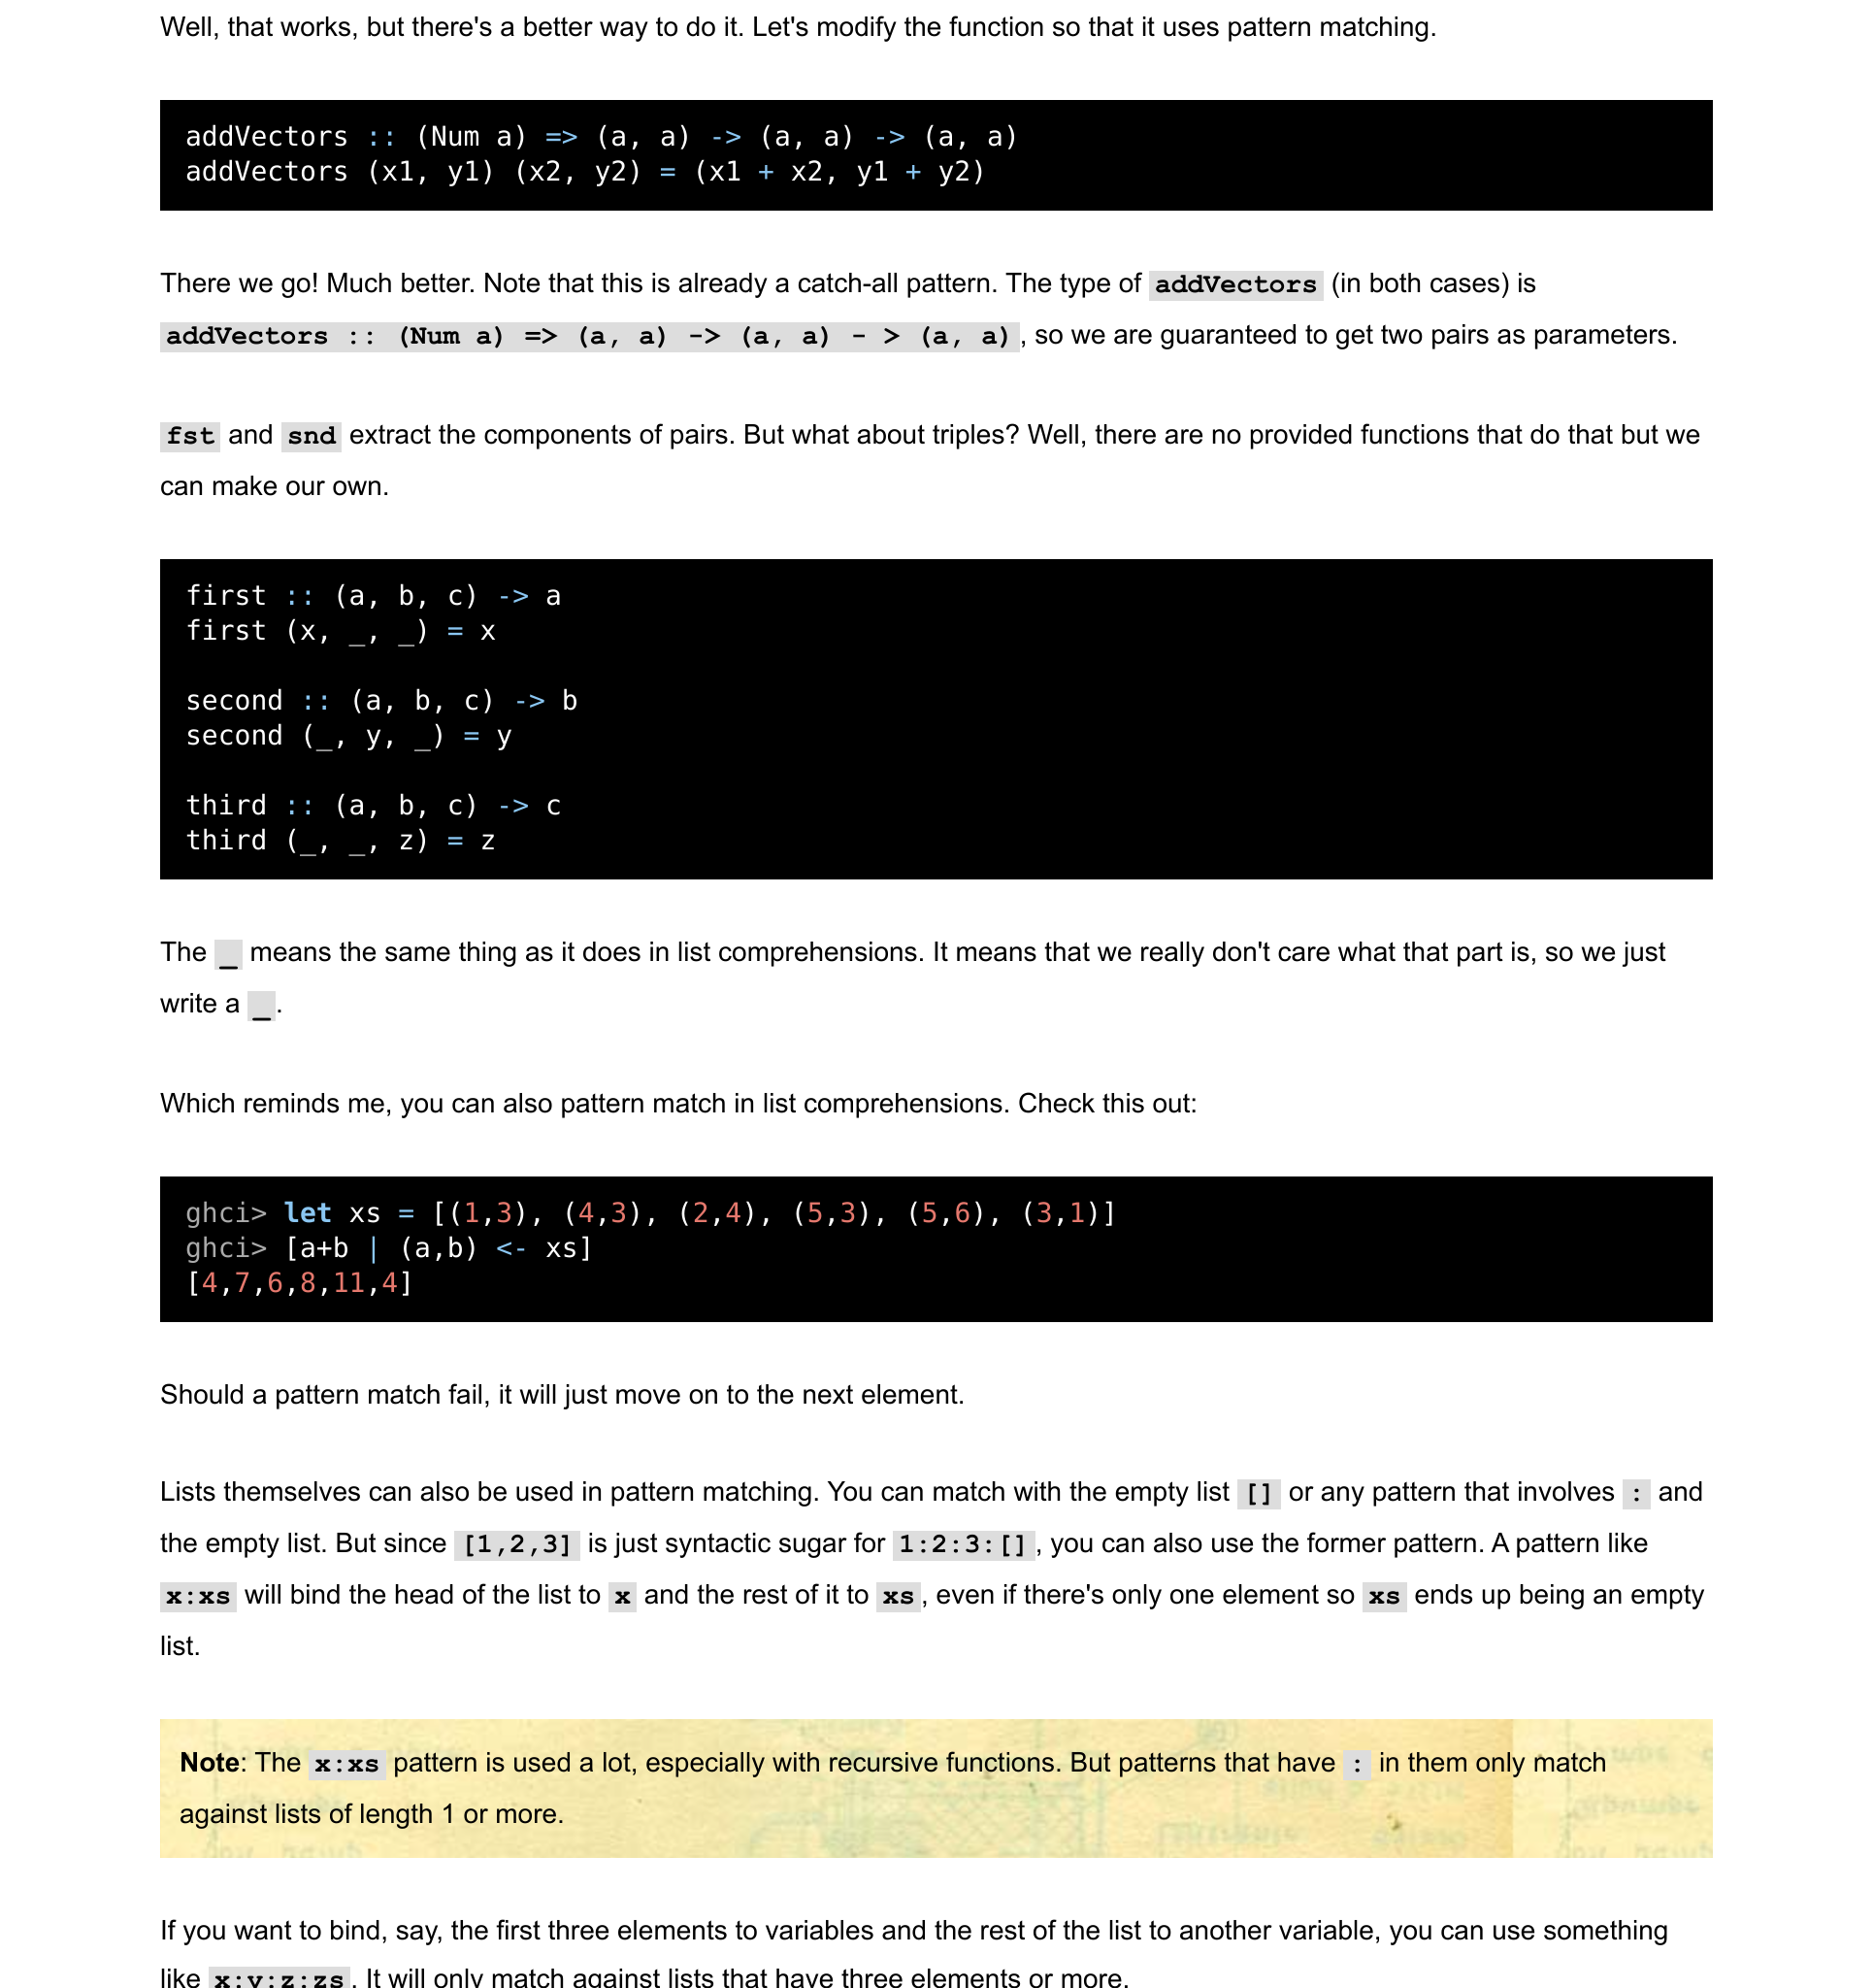 Well, that works, but there's a better way to do it. Let's modify the function so that it uses pattern matching.
addVectors :: (Num a) => (a, a) -> (a, a) -> (a, a)
addVectors (x1, y1) (x2, y2) = (x1 + x2, y1 + y2)
There we go! Much better. Note that this is already a catch-all pattern. The type of addVectors (in both cases) is
addVectors :: (Num a) => (a, a) -> (a, a) - > (a, a), so we are guaranteed to get two pairs as parameters.
fst and snd extract the components of pairs. But what about triples? Well, there are no provided functions that do that but we
can make our own.
first :: (a, b, c) -> a
first (x, _, _) = x
second :: (a, b, c) -> b
second (_, y, _) = y
third :: (a, b, c) -> c
third (_, _, z) = z
The _ means the same thing as it does in list comprehensions. It means that we really don't care what that part is, so we just
write a _.
Which reminds me, you can also pattern match in list comprehensions. Check this out:
ghci> let xs = [(1,3), (4,3), (2,4), (5,3), (5,6), (3,1)]
ghci> [a+b | (a,b) <- xs]
[4,7,6,8,11,4]
Should a pattern match fail, it will just move on to the next element.
Lists themselves can also be used in pattern matching. You can match with the empty list [] or any pattern that involves : and
the empty list. But since [1,2,3] is just syntactic sugar for 1:2:3:[], you can also use the former pattern. A pattern like
x:xs will bind the head of the list to x and the rest of it to xs, even if there's only one element so xs ends up being an empty
list.
Note: The x:xs pattern is used a lot, especially with recursive functions. But patterns that have : in them only match
against lists of length 1 or more.
If you want to bind, say, the first three elements to variables and the rest of the list to another variable, you can use something
like x:y:z:zs. It will only match against lists that have three elements or more.